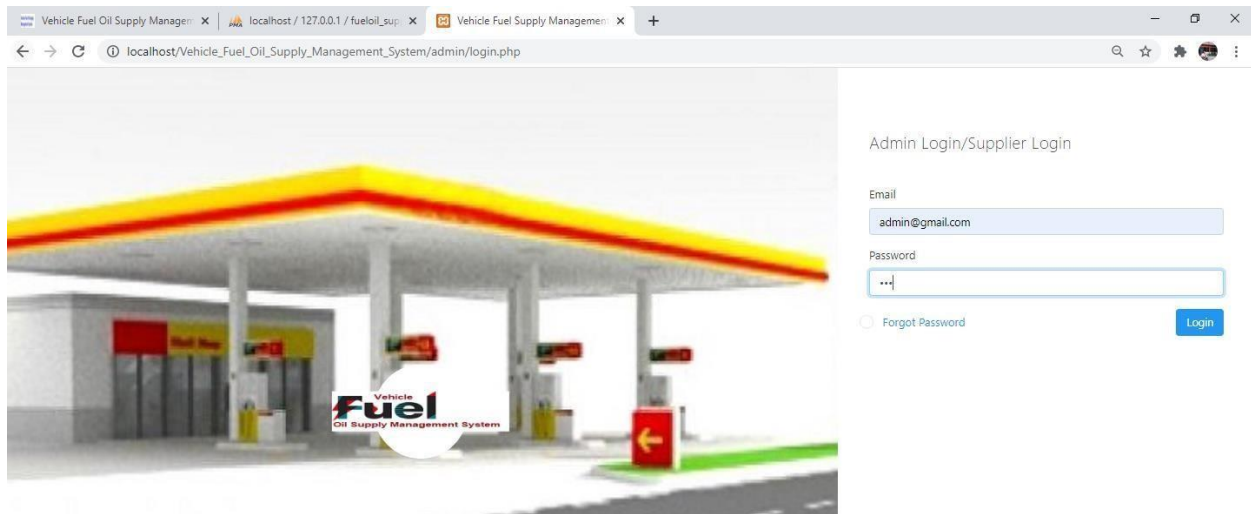 Vehicle Fuel Oil Supply Managem
localhost / 127.0.0.1 / fueloil_sup
Vehicle Fuel Supply Managemen
localhost/Vehicle_Fuel_Oil_Supply_Management_System/admin/login.php
Admin Login/Supplier Login
Email
admin@gmail.com
Password
•••
Forgot Password
Login
Vehicle
Fuel
Oil Supply Management System